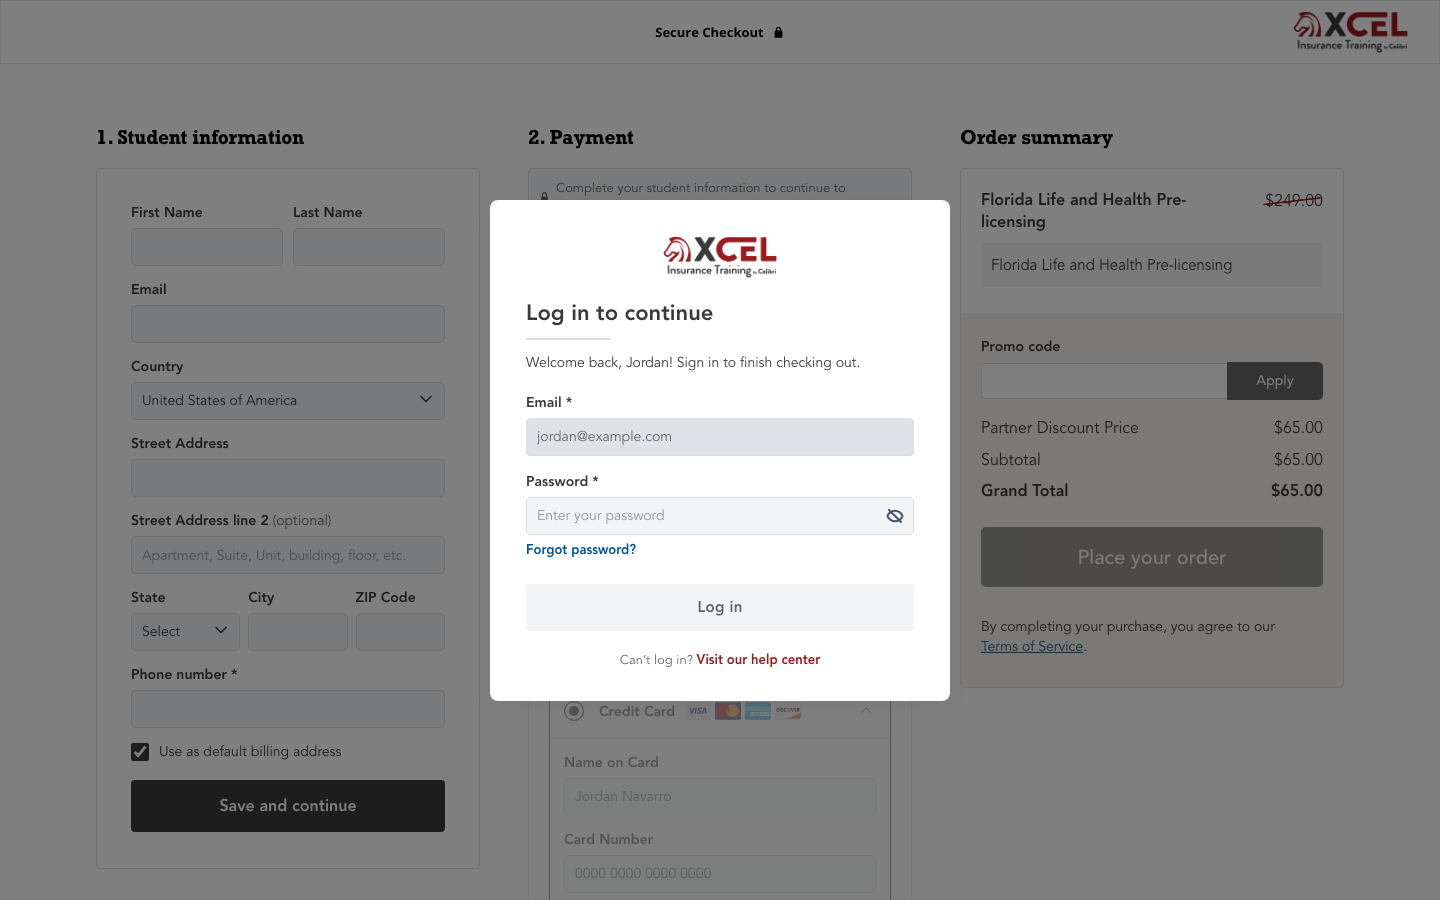 Secure Checkout
XCEL
Insurance Training by Calibri
1. Student information
First Name
Last Name
Email
Country
United States of America
Street Address
Street Address line 2 (optional)
Apartment, Suite, Unit, building, floor, etc.
State
City
ZIP Code
Select
Phone number *
Use as default billing address
Save and continue
2. Payment
Complete your student information to continue to
XCEL
Insurance Training by Calibri
Log in to continue
Welcome back, Jordan! Sign in to finish checking out.
Email *
jordan@example.com
Password *
Enter your password
Forgot password?
Log in
Can't log in? Visit our help center
Credit Card
VISA
DISCOVER
Name on Card
Jordan Navarro
Card Number
0000 0000 0000 0000
Order summary
Florida Life and Health Pre-
licensing
$249.00
Florida Life and Health Pre-licensing
Promo code
Apply
Partner Discount Price
$65.00
Subtotal
$65.00
Grand Total
$65.00
Place your order
By completing your purchase, you agree to our
Terms of Service.